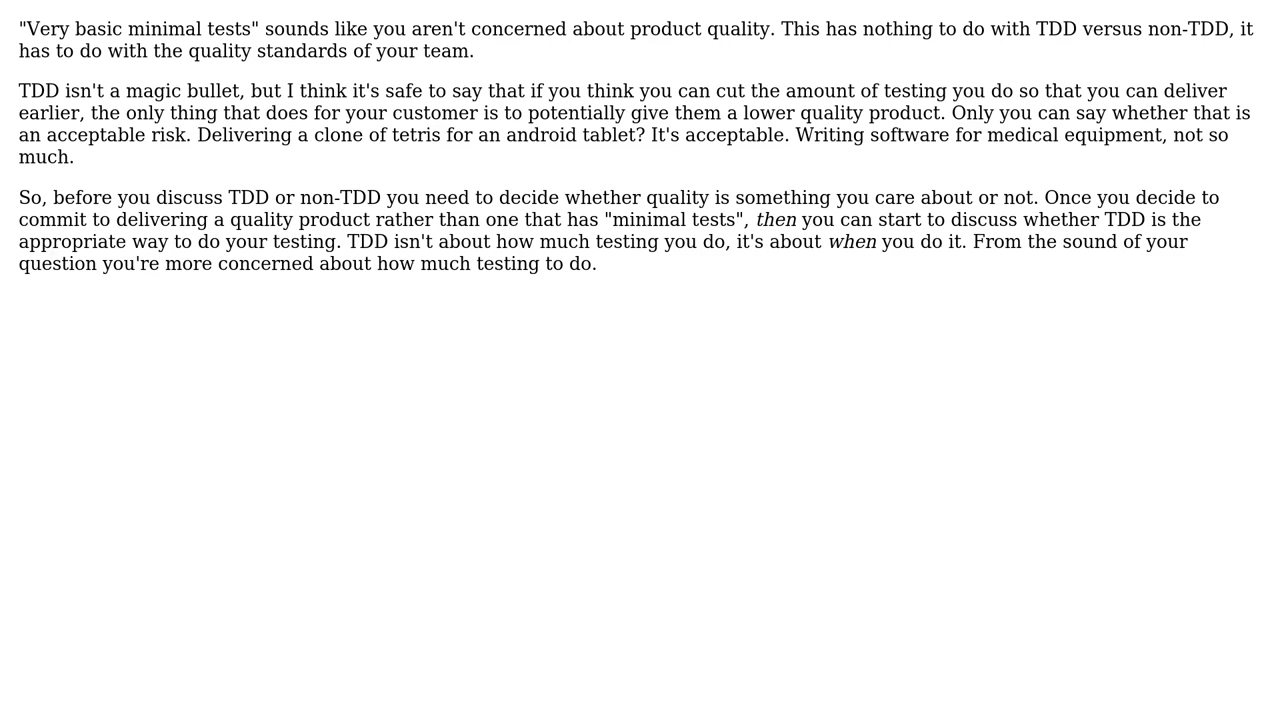 "Very basic minimal tests" sounds like you aren't concerned about product quality. This has nothing to do with TDD versus non-TDD, it
has to do with the quality standards of your team.
TDD isn't a magic bullet, but I think it's safe to say that if you think you can cut the amount of testing you do so that you can deliver
earlier, the only thing that does for your customer is to potentially give them a lower quality product. Only you can say whether that is
an acceptable risk. Delivering a clone of tetris for an android tablet? It's acceptable. Writing software for medical equipment, not so
much.
So, before you discuss TDD or non-TDD you need to decide whether quality is something you care about or not. Once you decide to
commit to delivering a quality product rather than one that has "minimal tests", then you can start to discuss whether TDD is the
appropriate way to do your testing. TDD isn't about how much testing you do, it's about when you do it. From the sound of your
question you're more concerned about how much testing to do.